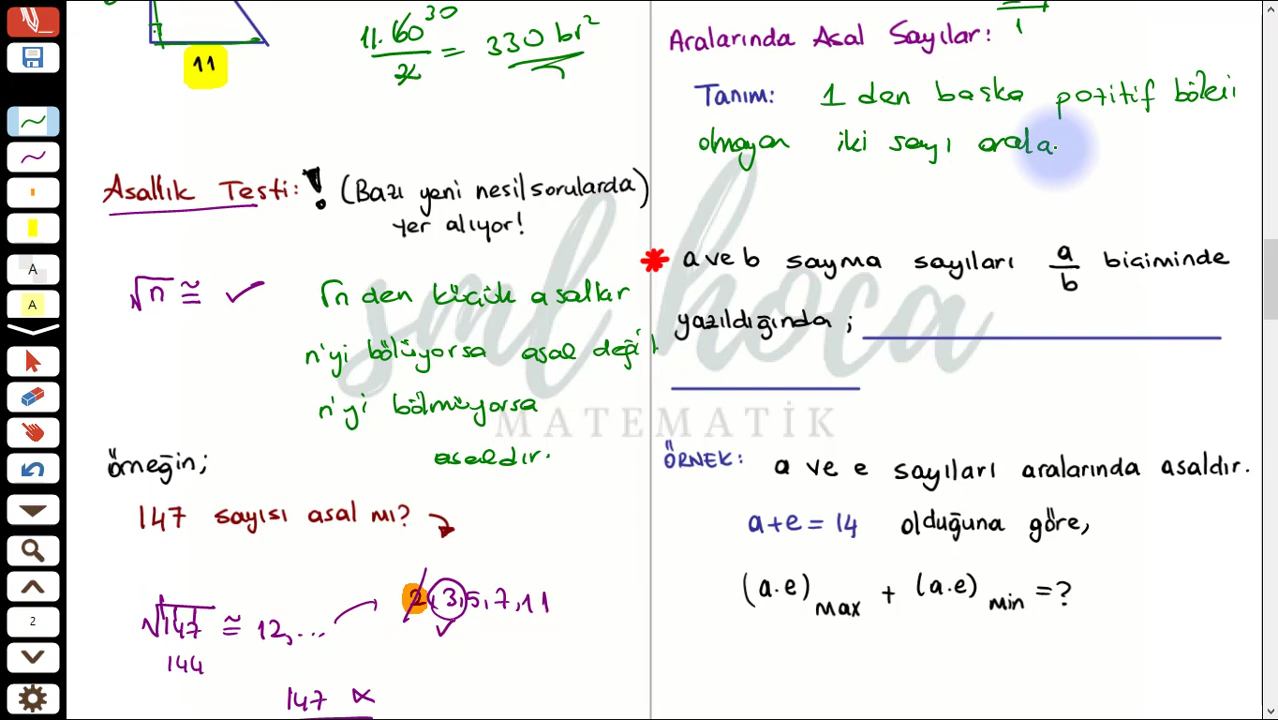 11
11.60 30 / 2 = 330 br²
Asallık Testi: ! (Bazı yeni nesil sorularda)
yer alıyor!
√n ≅ ✓ √n den küçük asallar
n'yi bölüyorsa asal değil
n'yi bölmüyorsa
asaldır.
örneğin;
147 sayısı asal mı?
√147 ≅ 12,...
144
2, 3, 5, 7, 11
147 x
Aralarında Asal Sayılar:
Tanım: 1 den başka pozitif böleni
olmayan iki sayı arala
* a ve b sayma sayıları a/b biçiminde
yazıldığında ;
ÖRNEK: a ve e sayıları aralarında asaldır.
a+e=14 olduğuna göre,
(a.e) max + (a.e) min = ?
sml hoca
MATEMATİK
A
A
2